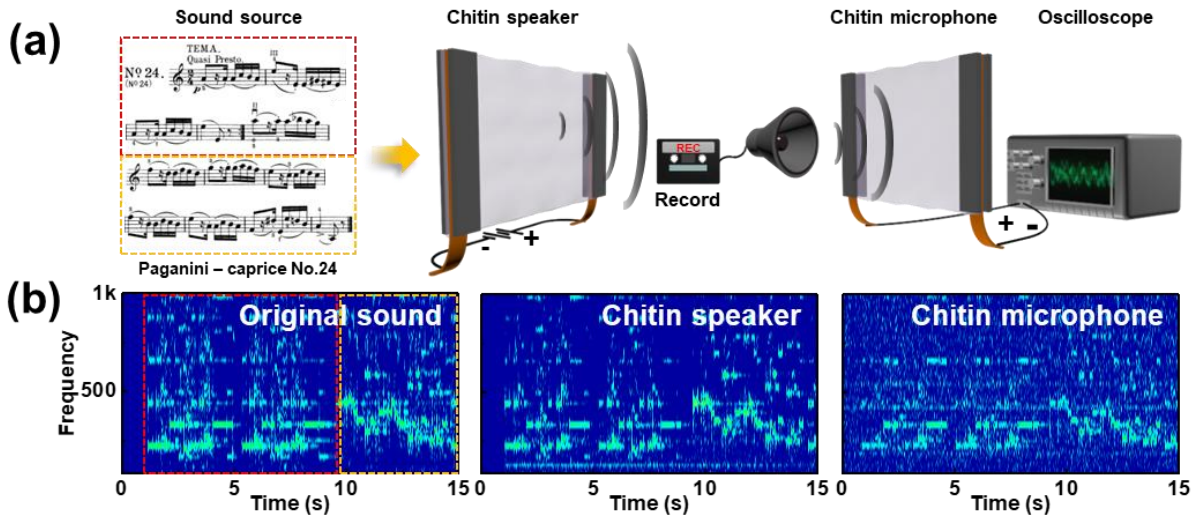 (a)
Sound source
Chitin speaker
Chitin microphone
Oscilloscope
TEMA.
Quasi Presto.
Nº 24.
(Nº 24)
III
II
p
REC
Record
- +
+ -
Paganini – caprice No.24
(b)
1k
500
Frequency
Original sound
Chitin speaker
Chitin microphone
0 5 10 15
0 5 10 15
0 5 10 15
Time (s)
Time (s)
Time (s)